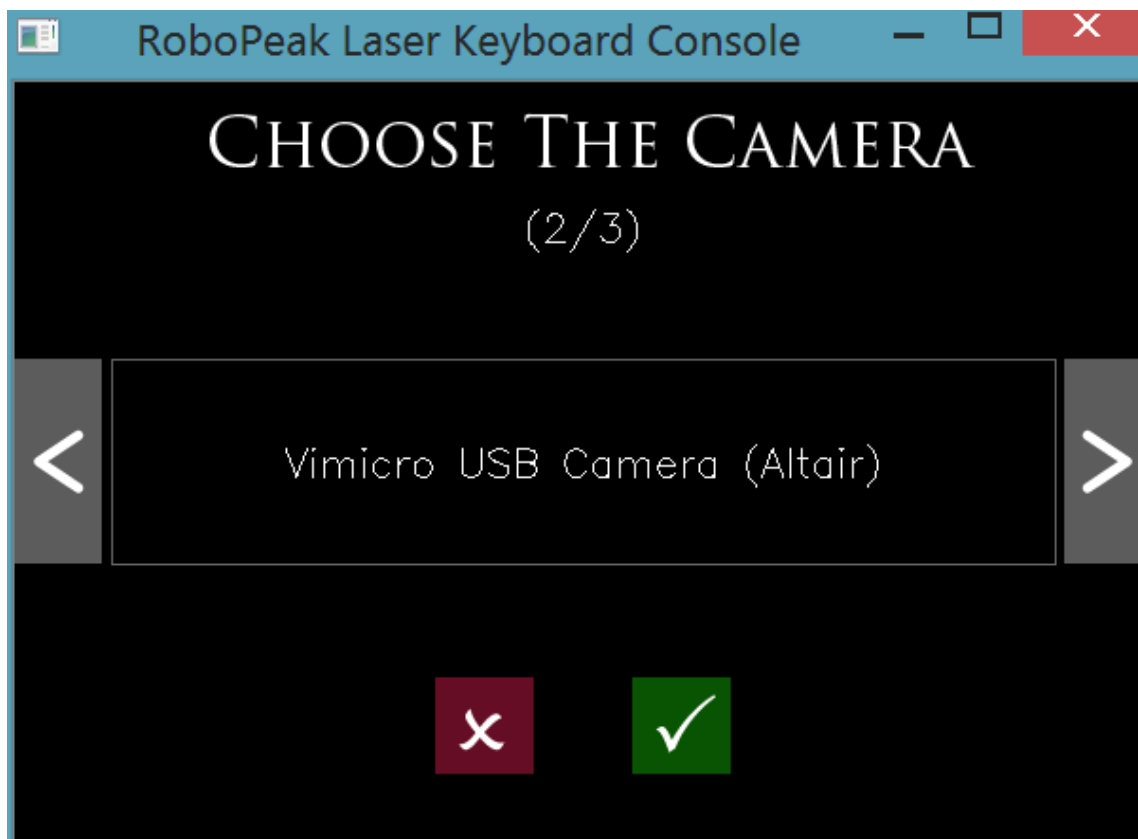 RoboPeak Laser Keyboard Console
CHOOSE THE CAMERA
(2/3)
Vimicro USB Camera (Altair)